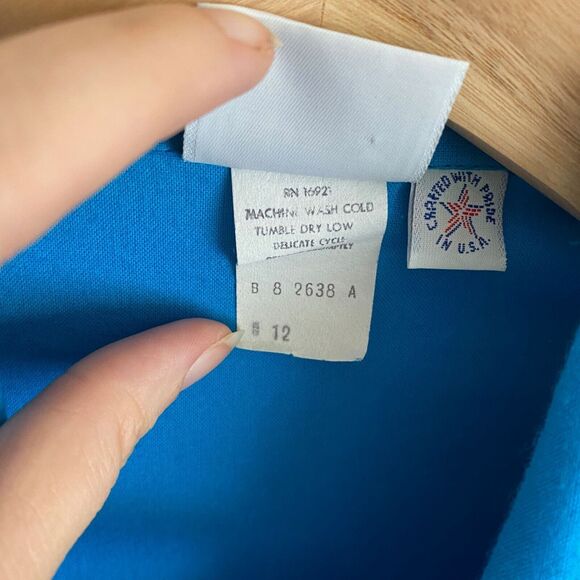 RN 16921
MACHINE WASH COLD
TUMBLE DRY LOW
DELICATE CYCLE
B 8 2638 A
12
CRAFTED WITH PRIDE
IN U.S.A.